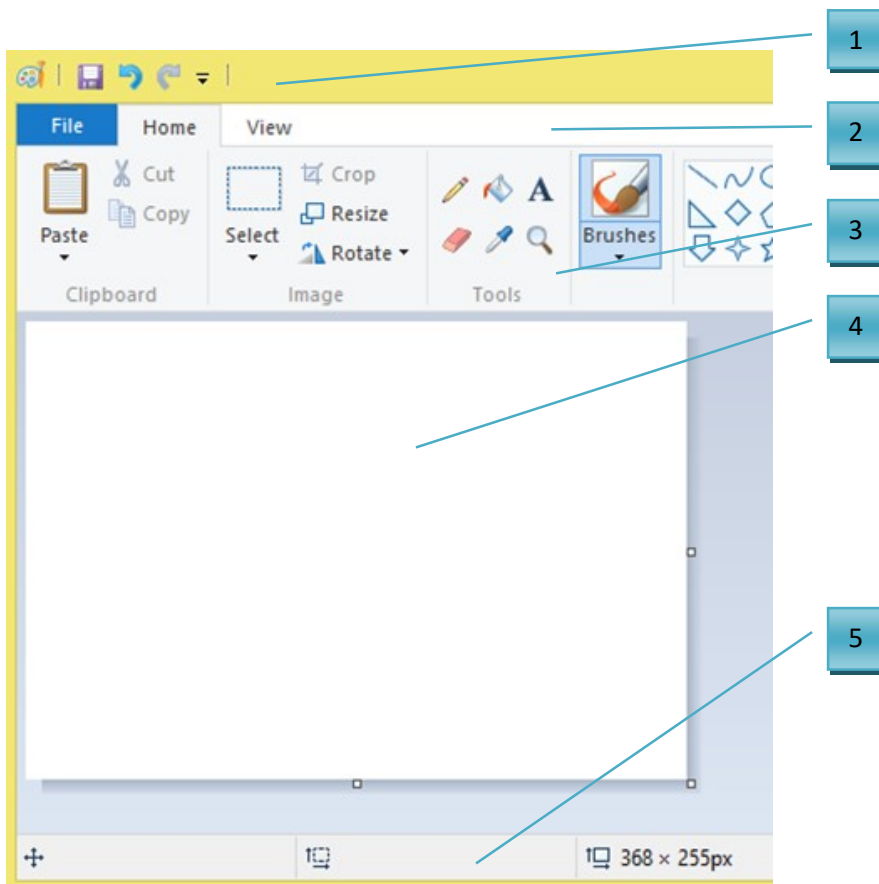 1
File Home View
2
Cut
Crop
A
Copy
Resize
Paste
Select
Rotate
Brushes
3
Clipboard
Image
Tools
4
5
368 × 255px